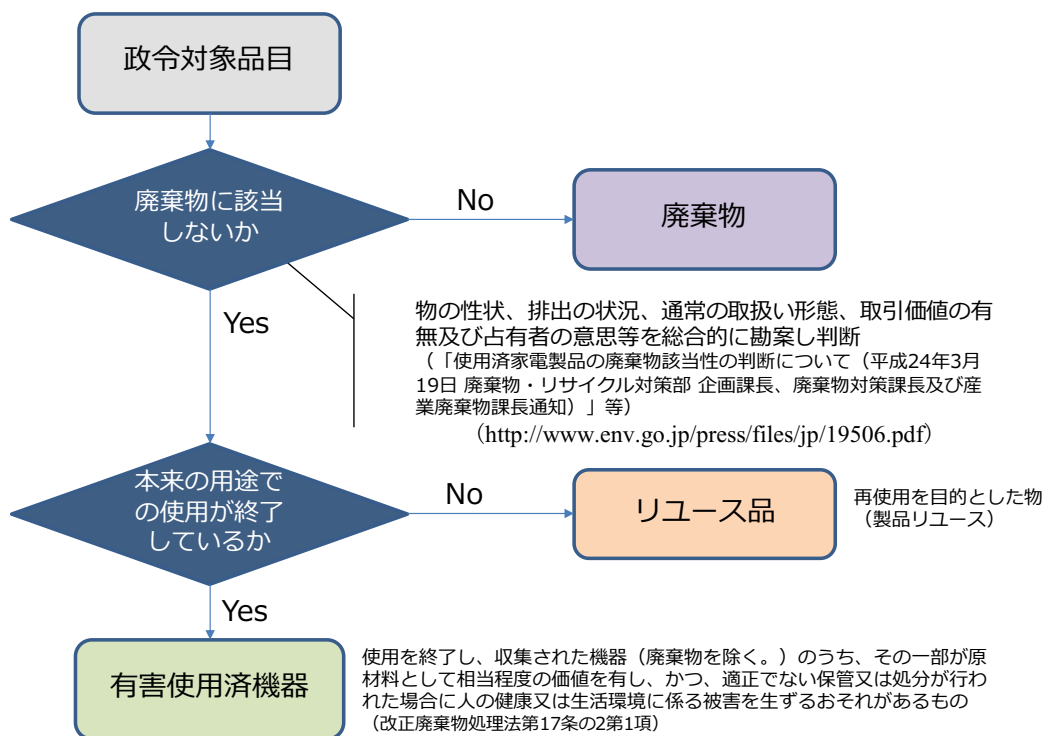 政令対象品目
廃棄物に該当
しないか
No
廃棄物
Yes
物の性状、排出の状況、通常の取扱い形態、取引価値の有
無及び占有者の意思等を総合的に勘案し判断
（「使用済家電製品の廃棄物該当性の判断について（平成24年3月
19日 廃棄物・リサイクル対策部 企画課長、廃棄物対策課長及び産
業廃棄物課長通知）」等）
（http://www.env.go.jp/press/files/jp/19506.pdf）
本来の用途で
の使用が終了
しているか
No
リユース品
再使用を目的とした物
（製品リユース）
Yes
有害使用済機器
使用を終了し、収集された機器（廃棄物を除く。）のうち、その一部が原
材料として相当程度の価値を有し、かつ、適正でない保管又は処分が行わ
れた場合に人の健康又は生活環境に係る被害を生ずるおそれがあるもの
（改正廃棄物処理法第17条の2第1項）